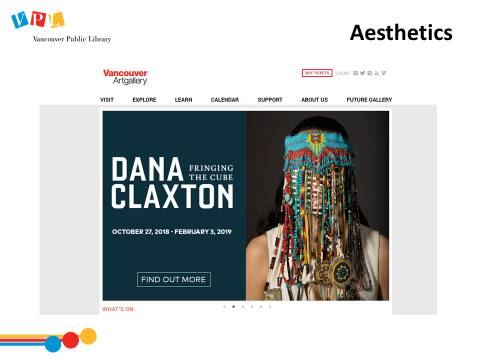 VPL
Vancouver Public Library
Aesthetics
Vancouver
Artgallery
BUY TICKETS LOGIN
VISIT EXPLORE LEARN CALENDAR SUPPORT ABOUT US FUTURE GALLERY
DANA FRINGING
THE CUBE
CLAXTON
OCTOBER 27, 2018 - FEBRUARY 3, 2019
FIND OUT MORE
WHAT'S ON